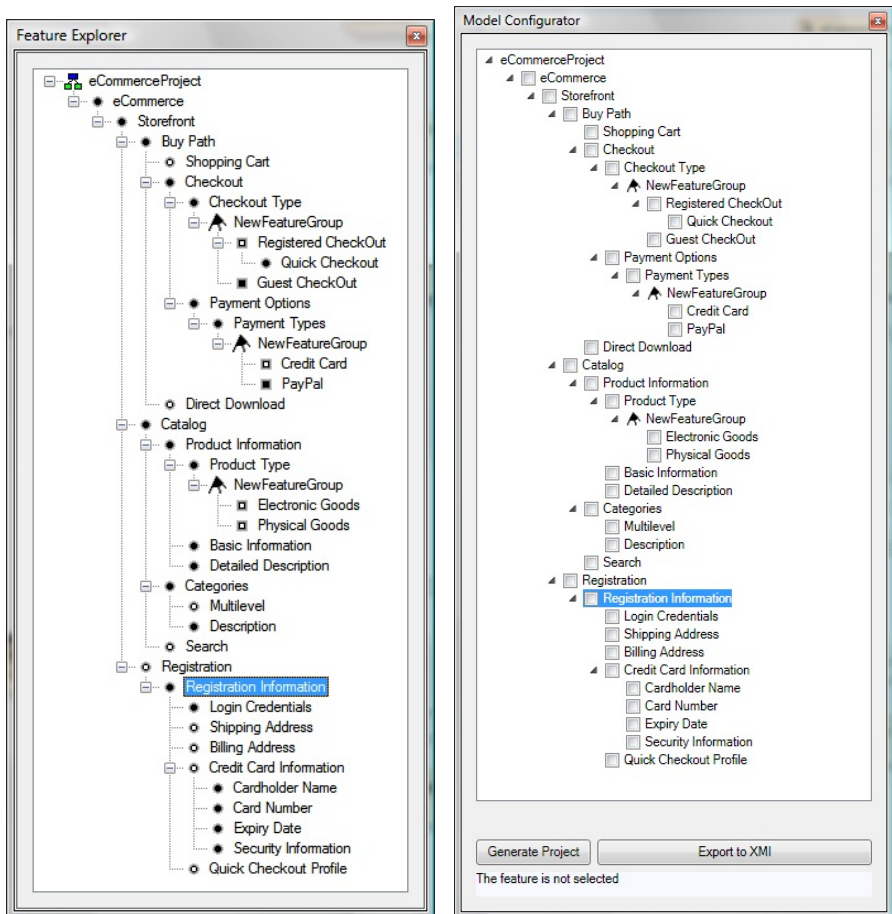 Feature Explorer
eCommerceProject
eCommerce
Storefront
Buy Path
Shopping Cart
Checkout
Checkout Type
NewFeatureGroup
Registered CheckOut
Quick Checkout
Guest CheckOut
Payment Options
Payment Types
NewFeatureGroup
Credit Card
PayPal
Direct Download
Catalog
Product Information
Product Type
NewFeatureGroup
Electronic Goods
Physical Goods
Basic Information
Detailed Description
Categories
Multilevel
Description
Search
Registration
Registration Information
Login Credentials
Shipping Address
Billing Address
Credit Card Information
Cardholder Name
Card Number
Expiry Date
Security Information
Quick Checkout Profile
Model Configurator
eCommerceProject
eCommerce
Storefront
Buy Path
Shopping Cart
Checkout
Checkout Type
NewFeatureGroup
Registered CheckOut
Quick Checkout
Guest CheckOut
Payment Options
Payment Types
NewFeatureGroup
Credit Card
PayPal
Direct Download
Catalog
Product Information
Product Type
NewFeatureGroup
Electronic Goods
Physical Goods
Basic Information
Detailed Description
Categories
Multilevel
Description
Search
Registration
Registration Information
Login Credentials
Shipping Address
Billing Address
Credit Card Information
Cardholder Name
Card Number
Expiry Date
Security Information
Quick Checkout Profile
Generate Project
Export to XMI
The feature is not selected